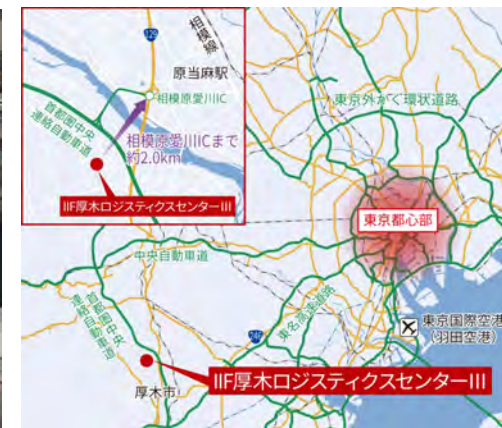 129
相模線
原当麻駅
相模原愛川IC
首都圏中央
連絡自動車道
相模原愛川ICまで
約2.0km
IIF厚木ロジスティクスセンターIII
東京外かく環状道路
東京都心部
中央自動車道
首都圏中央
連絡自動車道
東名高速道路
246
東京国際空港
(羽田空港)
IIF厚木ロジスティクスセンターIII
厚木市